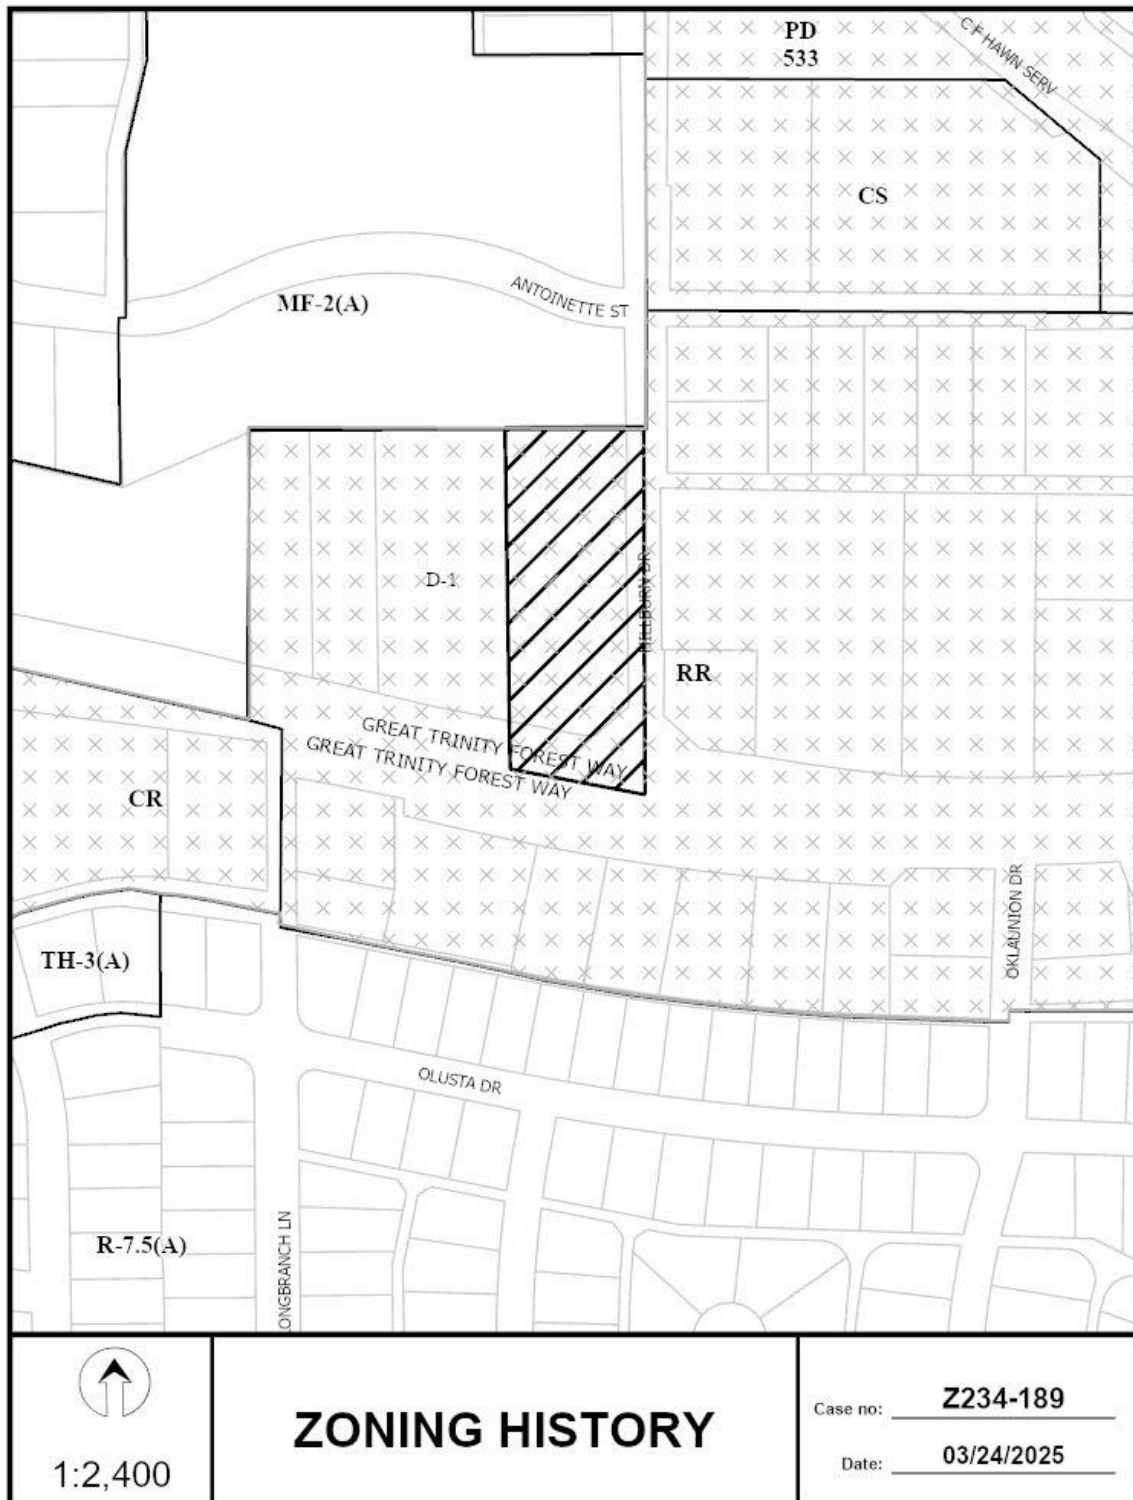 PD
533
C F HAWN SERV
CS
ANTOINETTE ST
MF-2(A)
D-1
HILLBURN DR
RR
GREAT TRINITY FOREST WAY
GREAT TRINITY FOREST WAY
CR
OKLAUNION DR
TH-3(A)
OLUSTA DR
R-7.5(A)
LONGBRANCH LN
1:2,400
ZONING HISTORY
Case no: Z234-189
Date: 03/24/2025